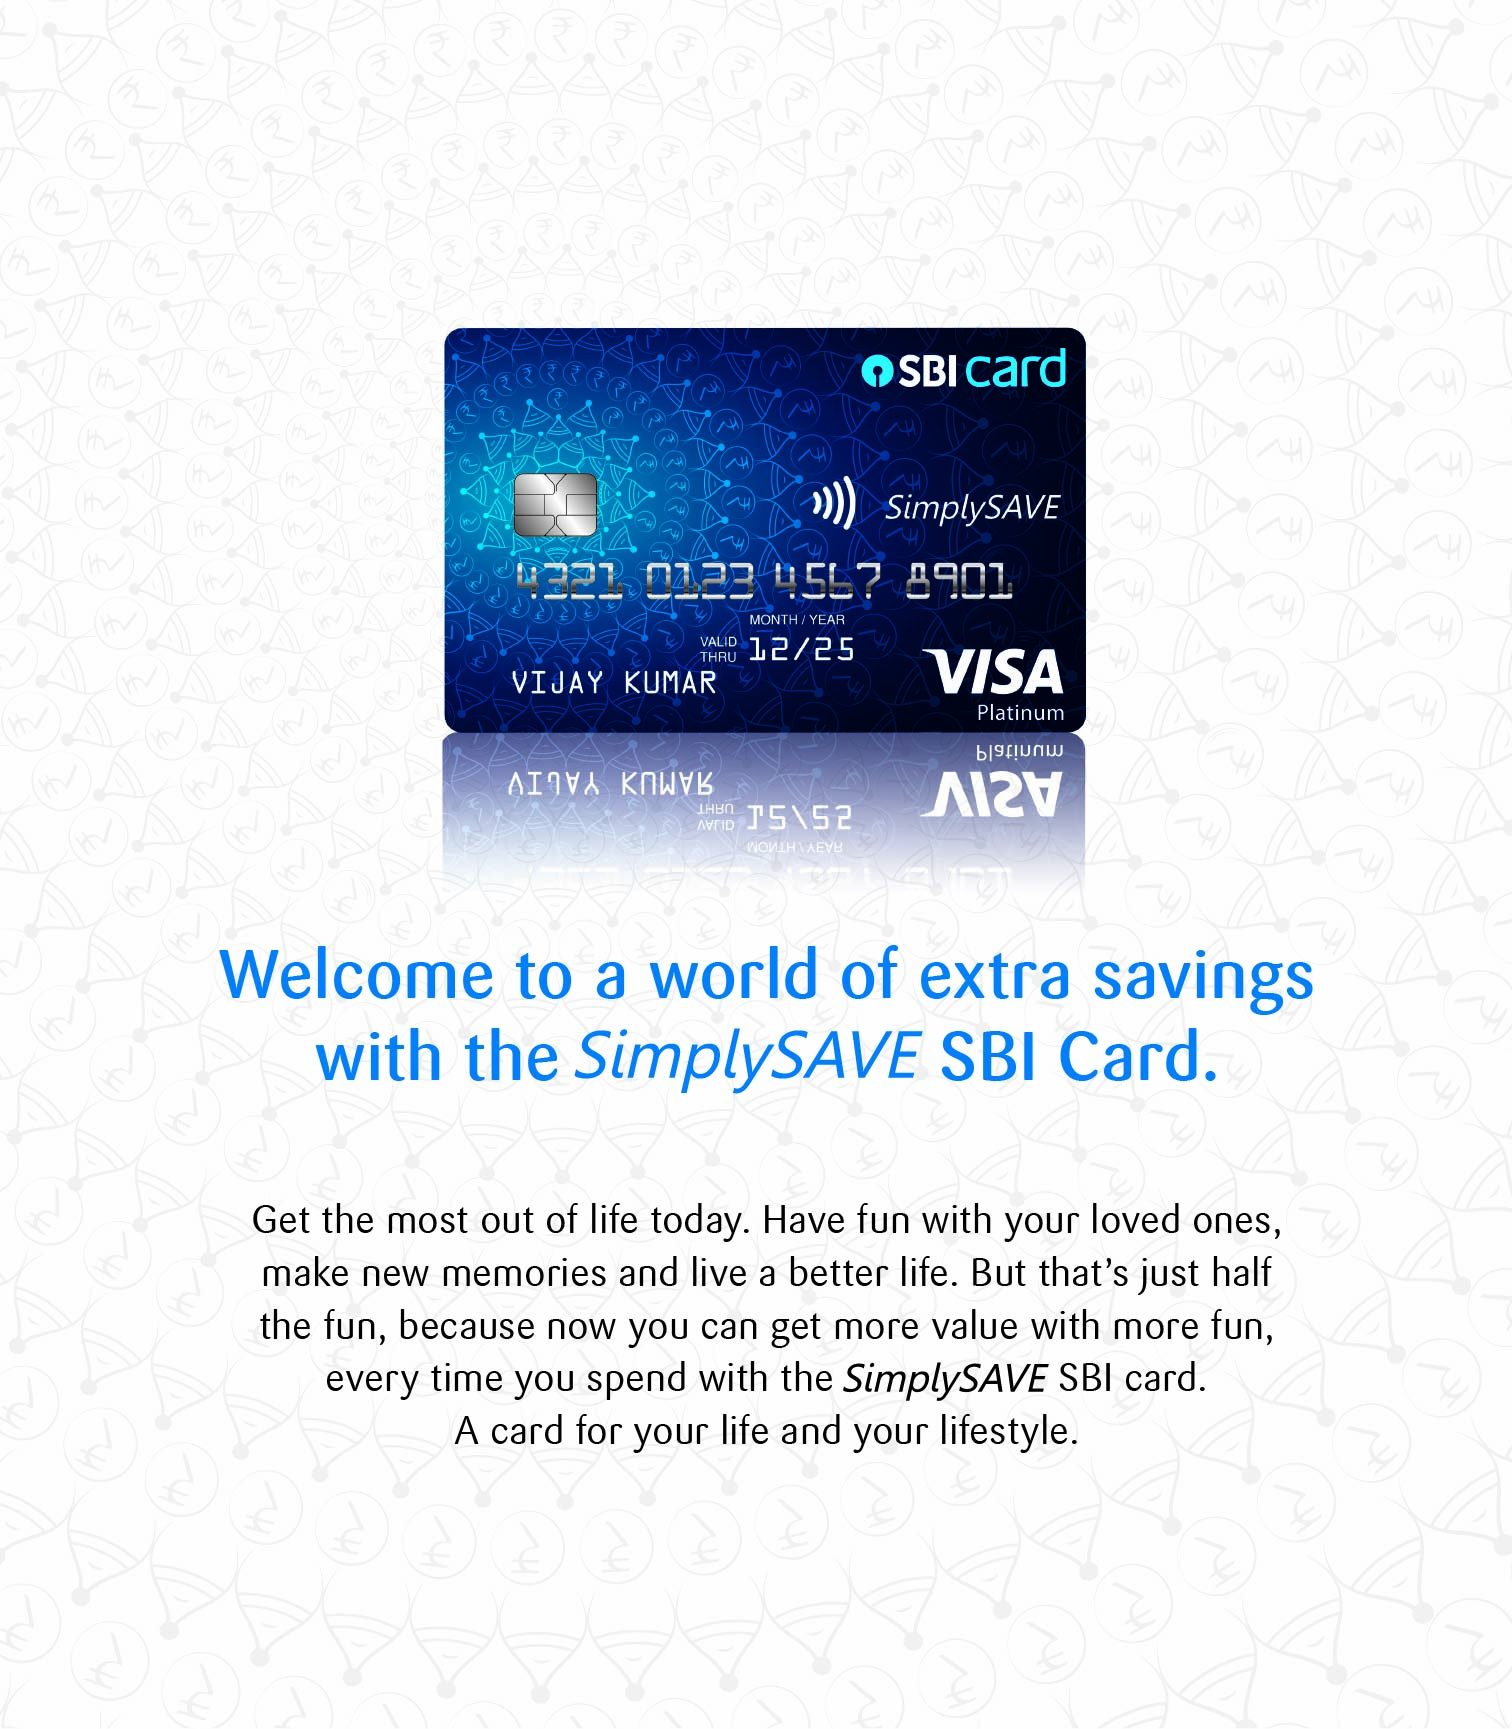 SBI card
SimplySAVE
4321 0123 4567 8901
MONTH / YEAR
VALID THRU 12/25
VIJAY KUMAR
VISA
Platinum
Welcome to a world of extra savings
with the SimplySAVE SBI Card.
Get the most out of life today. Have fun with your loved ones,
make new memories and live a better life. But that's just half
the fun, because now you can get more value with more fun,
every time you spend with the SimplySAVE SBI card.
A card for your life and your lifestyle.